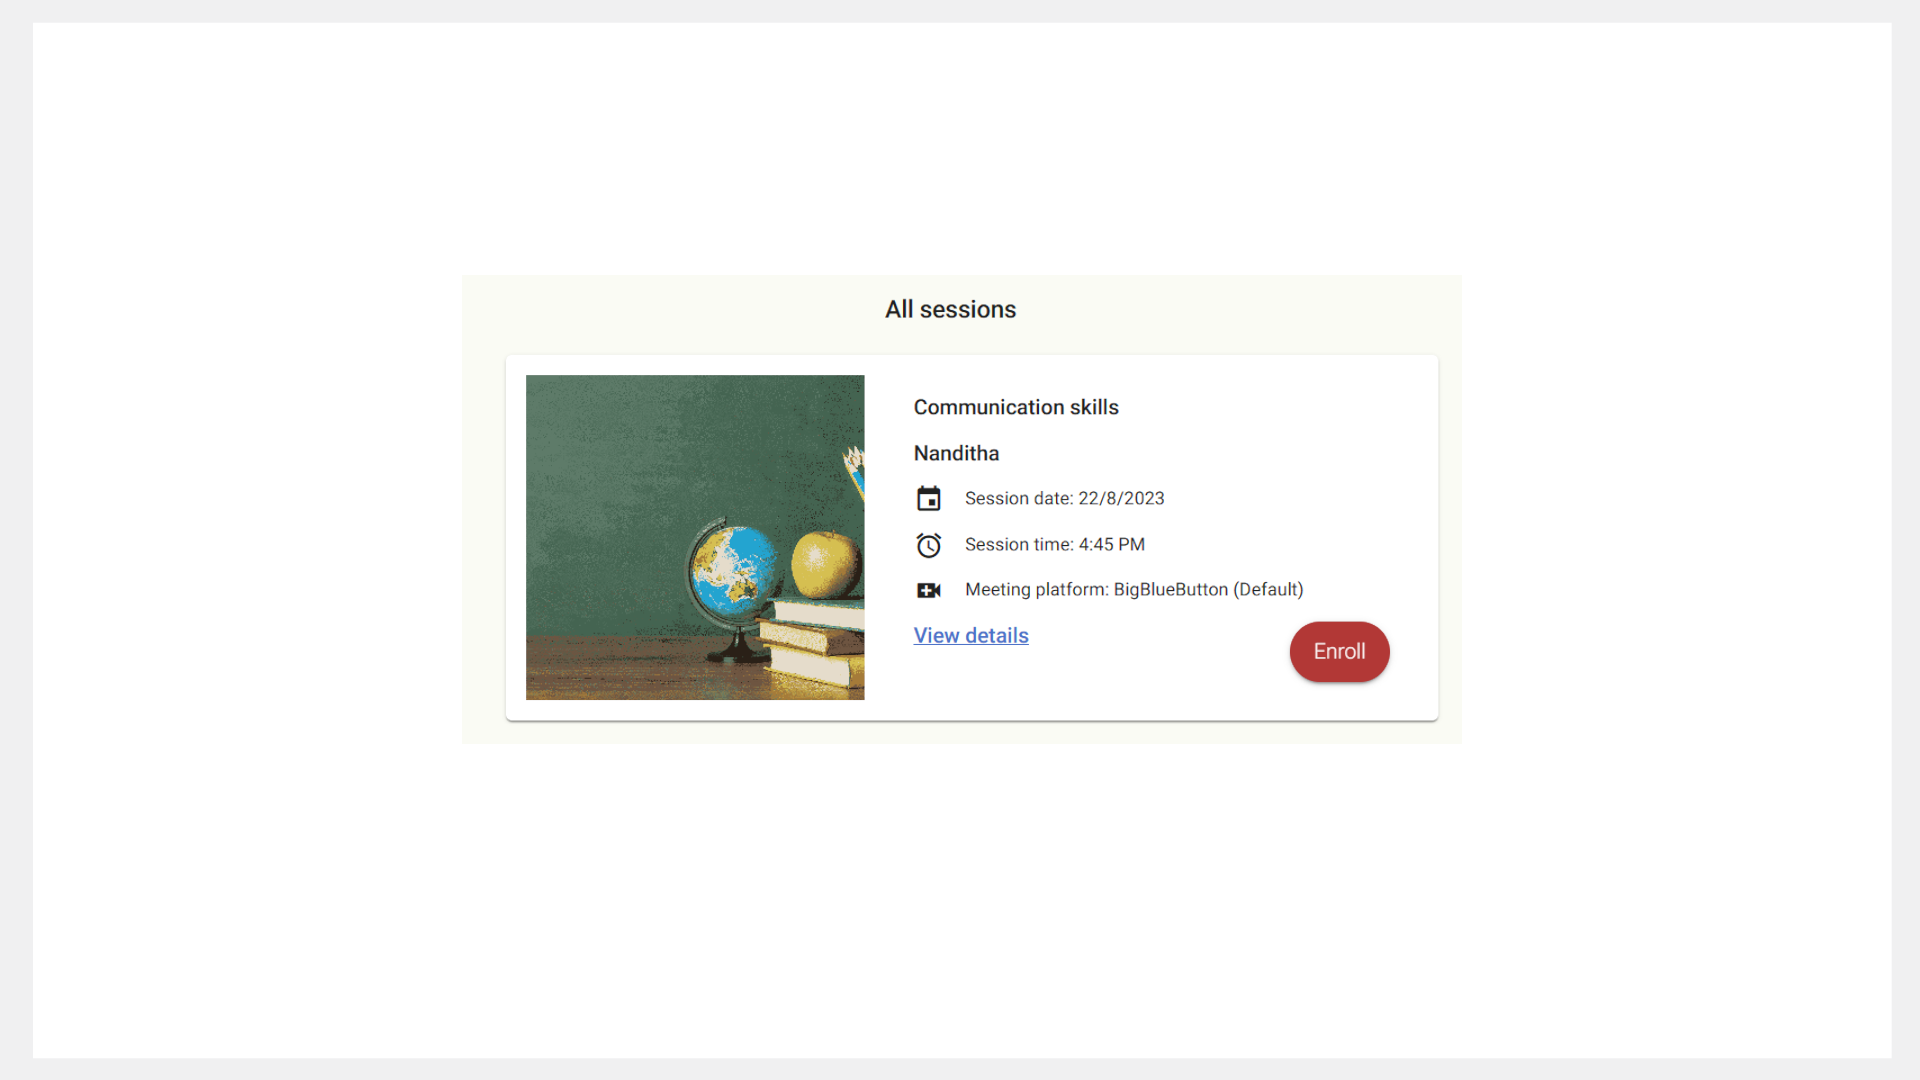 All sessions
Communication skills
Nanditha
Session date: 22/8/2023
Session time: 4:45 PM
Meeting platform: BigBlueButton (Default)
View details
Enroll